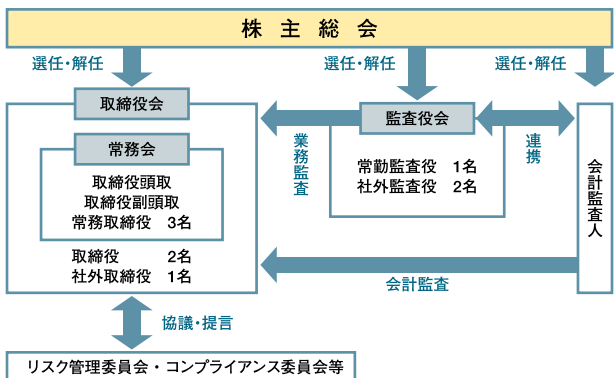 株主総会
選任・解任
選任・解任
選任・解任
取締役会
常務会
取締役頭取
取締役副頭取
常務取締役 3名
取締役 2名
社外取締役 1名
業務監査
監査役会
常勤監査役 1名
社外監査役 2名
連携
会計監査人
会計監査
協議・提言
リスク管理委員会・コンプライアンス委員会等